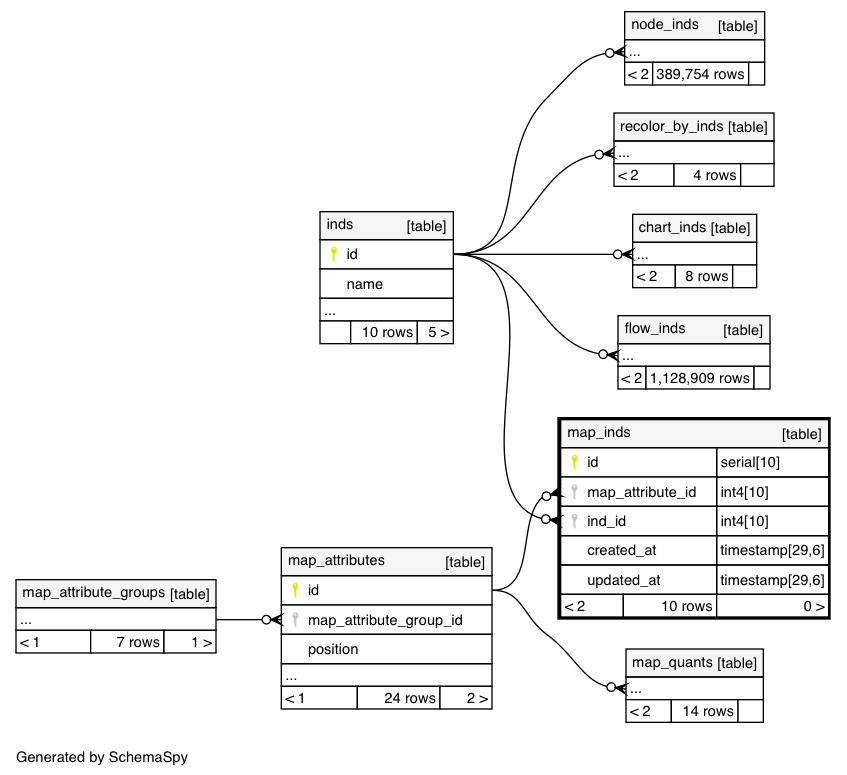 node_inds [table]
...
< 2 389,754 rows
recolor_by_inds [table]
...
< 2 4 rows
inds [table]
id
name
...
10 rows 5 >
chart_inds [table]
...
< 2 8 rows
flow_inds [table]
...
< 2 1,128,909 rows
map_inds [table]
id serial[10]
map_attribute_id int4[10]
ind_id int4[10]
created_at timestamp[29,6]
updated_at timestamp[29,6]
< 2 10 rows 0 >
map_attributes [table]
id
map_attribute_group_id
position
...
< 1 24 rows 2 >
map_attribute_groups [table]
...
< 1 7 rows 1 >
map_quants [table]
...
< 2 14 rows
Generated by SchemaSpy